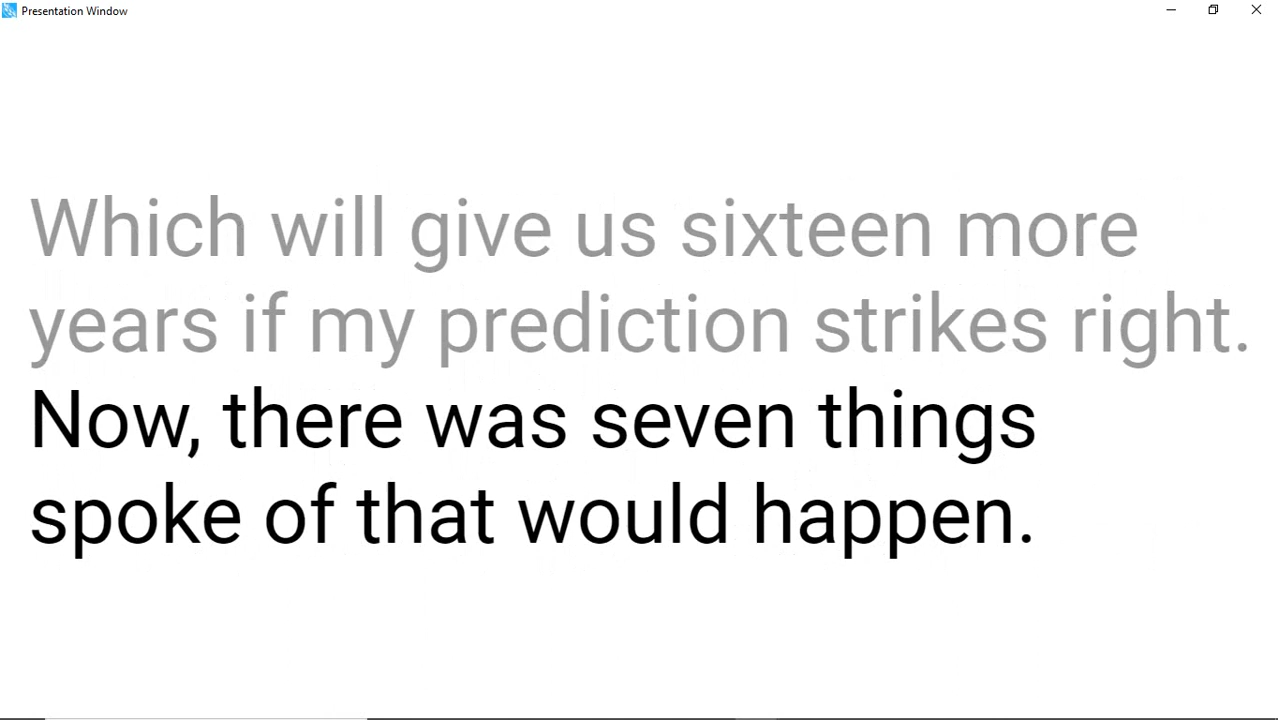 Presentation Window
Which will give us sixteen more
years if my prediction strikes right.
Now, there was seven things
spoke of that would happen.